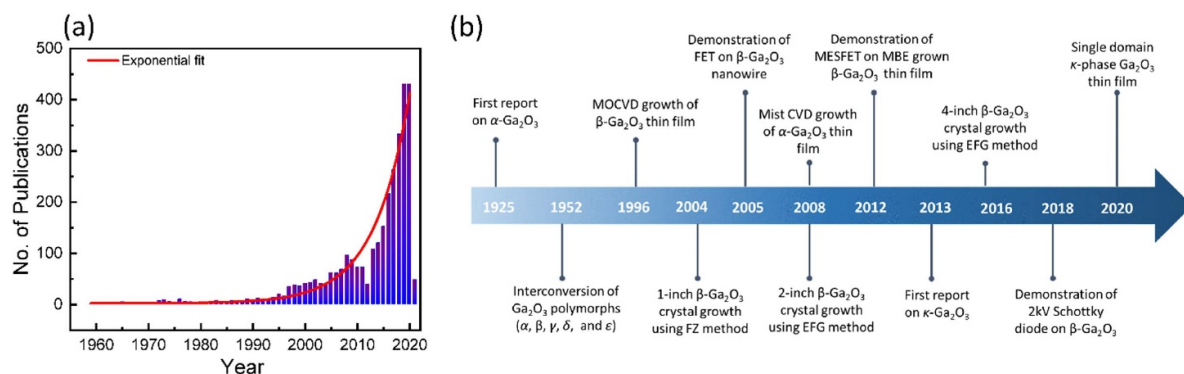 (a)
500
400
300
200
100
0
No. of Publications
Exponential fit
1960 1970 1980 1990 2000 2010 2020
Year
(b)
First report
on α-Ga₂O₃
MOCVD growth of
β-Ga₂O₃ thin film
Demonstration of
FET on β-Ga₂O₃
nanowire
Mist CVD growth
of α-Ga₂O₃ thin
film
Demonstration of
MESFET on MBE grown
β-Ga₂O₃ thin film
4-inch β-Ga₂O₃
crystal growth
using EFG method
Single domain
κ-phase Ga₂O₃
thin film
1925 1952 1996 2004 2005 2008 2012 2013 2016 2018 2020
Interconversion of
Ga₂O₃ polymorphs
(α, β, γ, δ, and ε)
1-inch β-Ga₂O₃
crystal growth
using FZ method
2-inch β-Ga₂O₃
crystal growth
using EFG method
First report
on κ-Ga₂O₃
Demonstration of
2kV Schottky
diode on β-Ga₂O₃